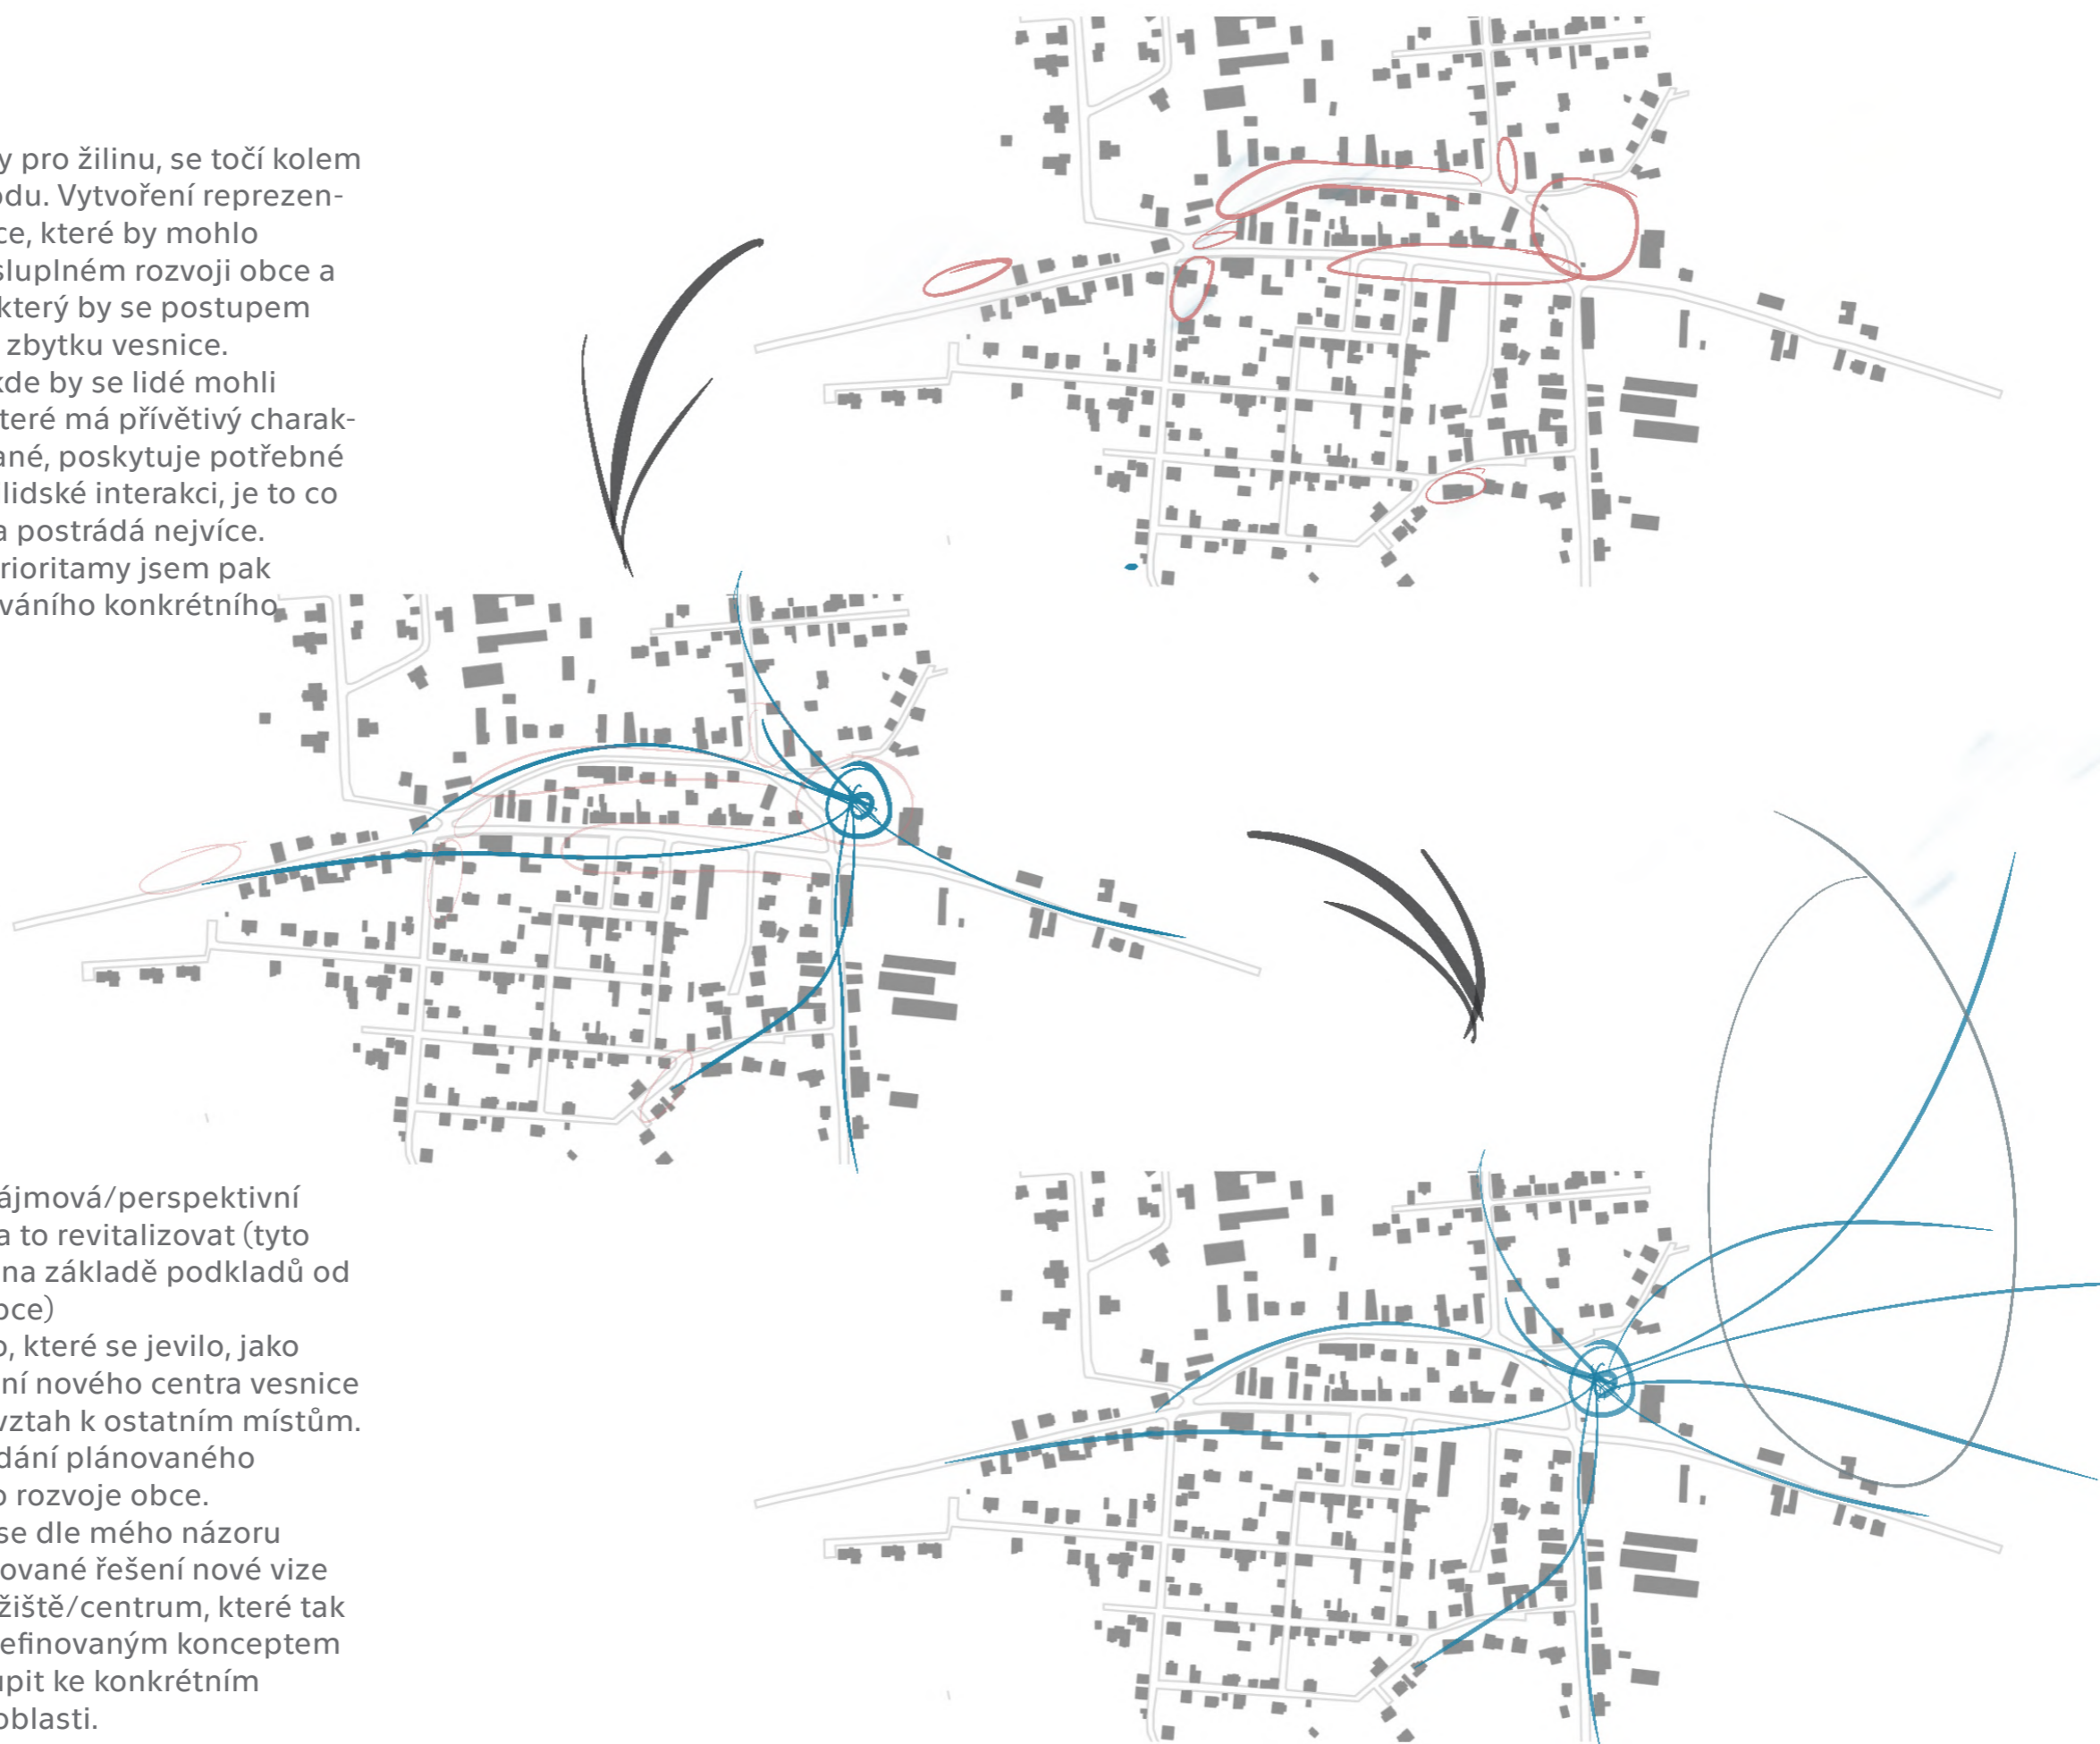 y pro žilinu, se točí kolem
odu. Vytvoření reprezen-
ce, které by mohlo
sluplném rozvoji obce a
který by se postupem
zbytku vesnice.
kde by se lidé mohli
teré má přívětivý charak-
ané, poskytuje potřebné
lidské interakci, je to co
a postrádá nejvíce.
rioritamy jsem pak
ováního konkrétního
ájmová/perspektivní
a to revitalizovat (tyto
na základě podkladů od
bce)
o, které se jevilo, jako
ní nového centra vesnice
vztah k ostatním místům.
dání plánovaného
o rozvoje obce.
se dle mého názoru
ované řešení nové vize
žiště/centrum, které tak
efinovaným konceptem
upit ke konkrétním
oblasti.